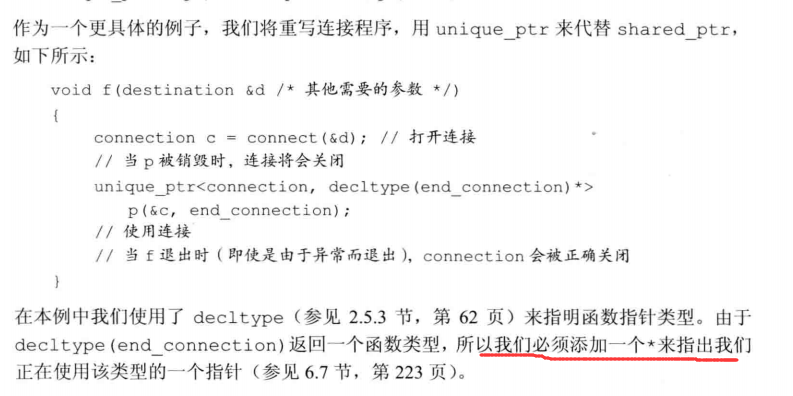 作为一个更具体的例子，我们将重写连接程序，用 unique_ptr 来代替 shared_ptr，
如下所示：
void f(destination &d /* 其他需要的参数 */)
{
connection c = connect(&d); // 打开连接
// 当 p 被销毁时，连接将会关闭
unique_ptr<connection, decltype(end_connection)*>
p(&c, end_connection);
// 使用连接
// 当 f 退出时（即使是由于异常而退出），connection 会被正确关闭
}
在本例中我们使用了 decltype（参见 2.5.3 节，第 62 页）来指明函数指针类型。由于
decltype(end_connection)返回一个函数类型，所以我们必须添加一个*来指出我们
正在使用该类型的一个指针（参见 6.7 节，第 223 页）。